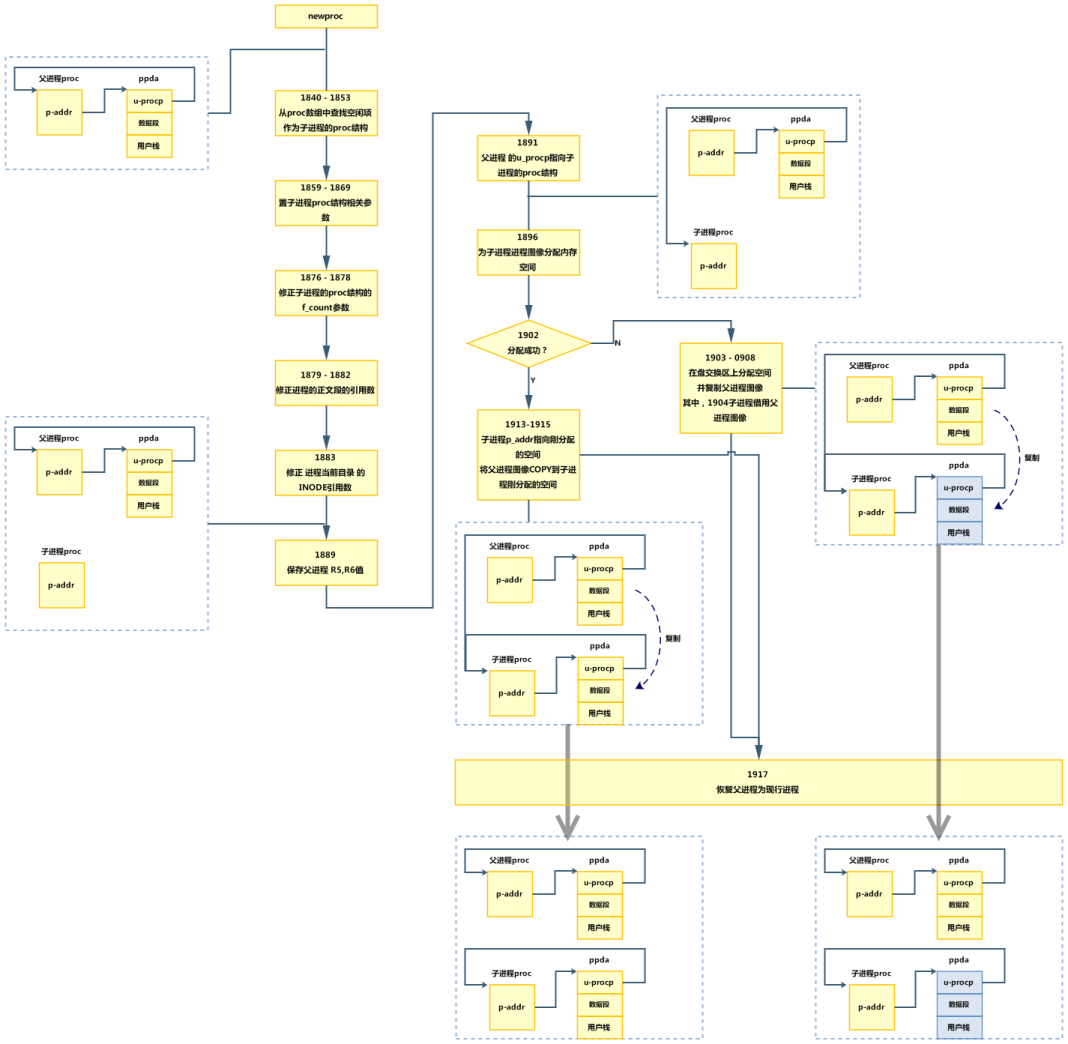 newproc
父进程proc
ppda
p-addr
u-procp
数据段
用户栈
1840 - 1853
从proc数组中查找空闲项
作为子进程的proc结构
1859 - 1869
置子进程proc结构相关参
数
1876 - 1878
修正子进程的proc结构的
f_count参数
1879 - 1882
修正进程的正文段的引用数
1883
修正 进程当前目录 的
INODE引用数
父进程proc
ppda
p-addr
u-procp
数据段
用户栈
子进程proc
p-addr
1889
保存父进程 R5,R6值
1891
父进程 的u_procp指向子
进程的proc结构
父进程proc
ppda
p-addr
u-procp
数据段
用户栈
子进程proc
p-addr
1896
为子进程进程图像分配内存
空间
1902
分配成功？
N
Y
1903 - 0908
在盘交换区上分配空间
并复制父进程图像
其中，1904子进程借用父
进程图像
父进程proc
ppda
p-addr
u-procp
数据段
用户栈
复制
子进程proc
ppda
p-addr
u-procp
数据段
用户栈
1913-1915
子进程p_addr指向刚分配
的空间
将父进程图像COPY到子进
程刚分配的空间
父进程proc
ppda
p-addr
u-procp
数据段
用户栈
复制
子进程proc
ppda
p-addr
u-procp
数据段
用户栈
1917
恢复父进程为现行进程
父进程proc
ppda
p-addr
u-procp
数据段
用户栈
子进程proc
ppda
p-addr
u-procp
数据段
用户栈
父进程proc
ppda
p-addr
u-procp
数据段
用户栈
子进程proc
ppda
p-addr
u-procp
数据段
用户栈